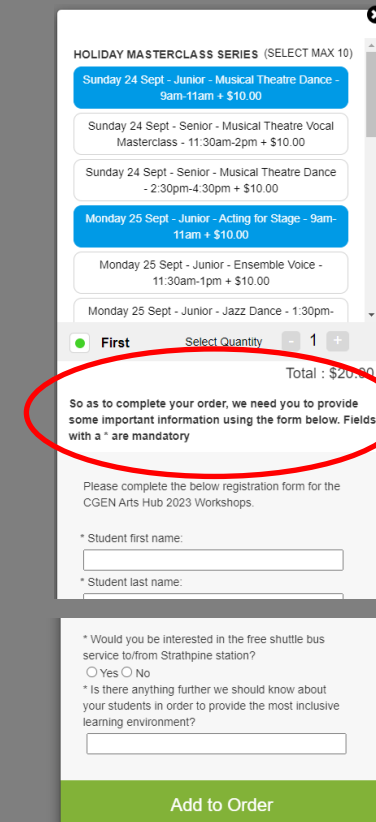 HOLIDAY MASTERCLASS SERIES (SELECT MAX 10)
Sunday 24 Sept - Junior - Musical Theatre Dance -
9am-11am + $10.00
Sunday 24 Sept - Senior - Musical Theatre Vocal
Masterclass - 11:30am-2pm + $10.00
Sunday 24 Sept - Senior - Musical Theatre Dance
- 2:30pm-4:30pm + $10.00
Monday 25 Sept - Junior - Acting for Stage - 9am-
11am + $10.00
Monday 25 Sept - Junior - Ensemble Voice -
11:30am-1pm + $10.00
Monday 25 Sept - Junior - Jazz Dance - 1:30pm-
First Select Quantity - 1 +
Total : $20.00
So as to complete your order, we need you to provide
some important information using the form below. Fields
with a * are mandatory
Please complete the below registration form for the
CGEN Arts Hub 2023 Workshops.
* Student first name:
* Student last name:
* Would you be interested in the free shuttle bus
service to/from Strathpine station?
Yes No
* Is there anything further we should know about
your students in order to provide the most inclusive
learning environment?
Add to Order